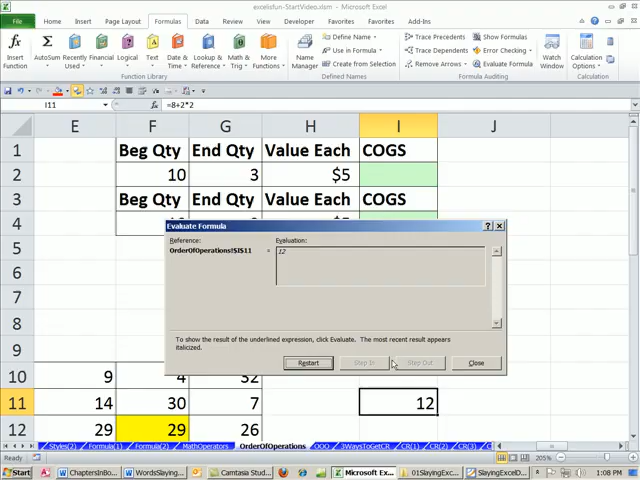 excelisfun-StartVideo.xlsm - Microsoft Excel
File Home Insert Page Layout Formulas Data Review View Developer Favorites Favorites Add-Ins
Insert Function
AutoSum Recently Used Financial Logical Text Date & Time Lookup & Reference Math & Trig More Functions
Function Library
Name Manager
Define Name
Use in Formula
Create from Selection
Defined Names
Trace Precedents
Trace Dependents
Remove Arrows
Show Formulas
Error Checking
Evaluate Formula
Formula Auditing
Watch Window
Calculation Options
Calculation
I11 =8+2*2
E F G H I J
1 Beg Qty End Qty Value Each COGS
2 10 3 $5
3 Beg Qty End Qty Value Each COGS
4
5
6
7
8
9
10 9 4 32
11 14 30 7 12
12 29 29 26
Evaluate Formula
Reference: Evaluation:
OrderOfOperations!$I$11 = 12
To show the result of the underlined expression, click Evaluate. The most recent result appears
italicized.
Restart Step In Step Out Close
Styles(2) Formula(1) Formula(2) MathOperators OrderOfOperations OOO 3WaysToGetCR CR(1) CR(2) CR(3)
Ready 205%
Start ChaptersInBo... WordsSlaying... Camtasia Stud... Microsoft Ex... 01SlayingExcel... SlayingExcelD... 1:08 PM